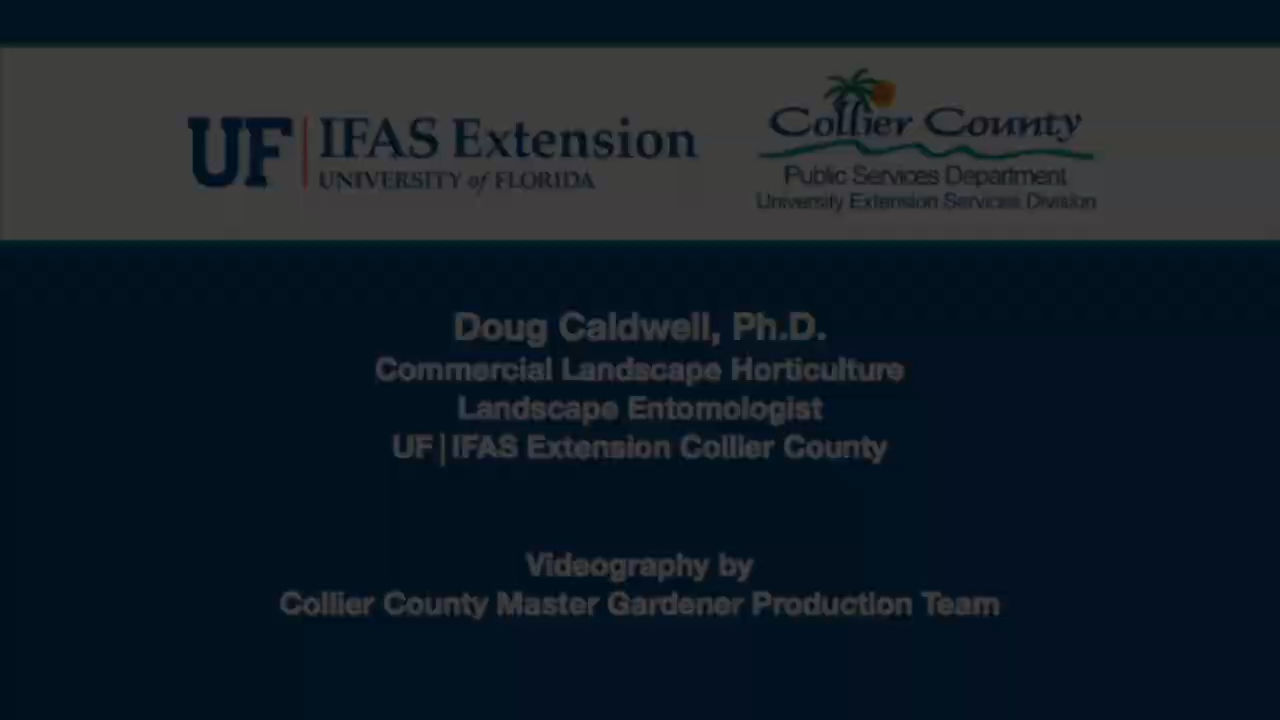 UF | IFAS Extension
UNIVERSITY of FLORIDA
Collier County
Public Services Department
University Extension Services Division
Doug Caldwell, Ph.D.
Commercial Landscape Horticulture
Landscape Entomologist
UF|IFAS Extension Collier County
Videography by
Collier County Master Gardener Production Team